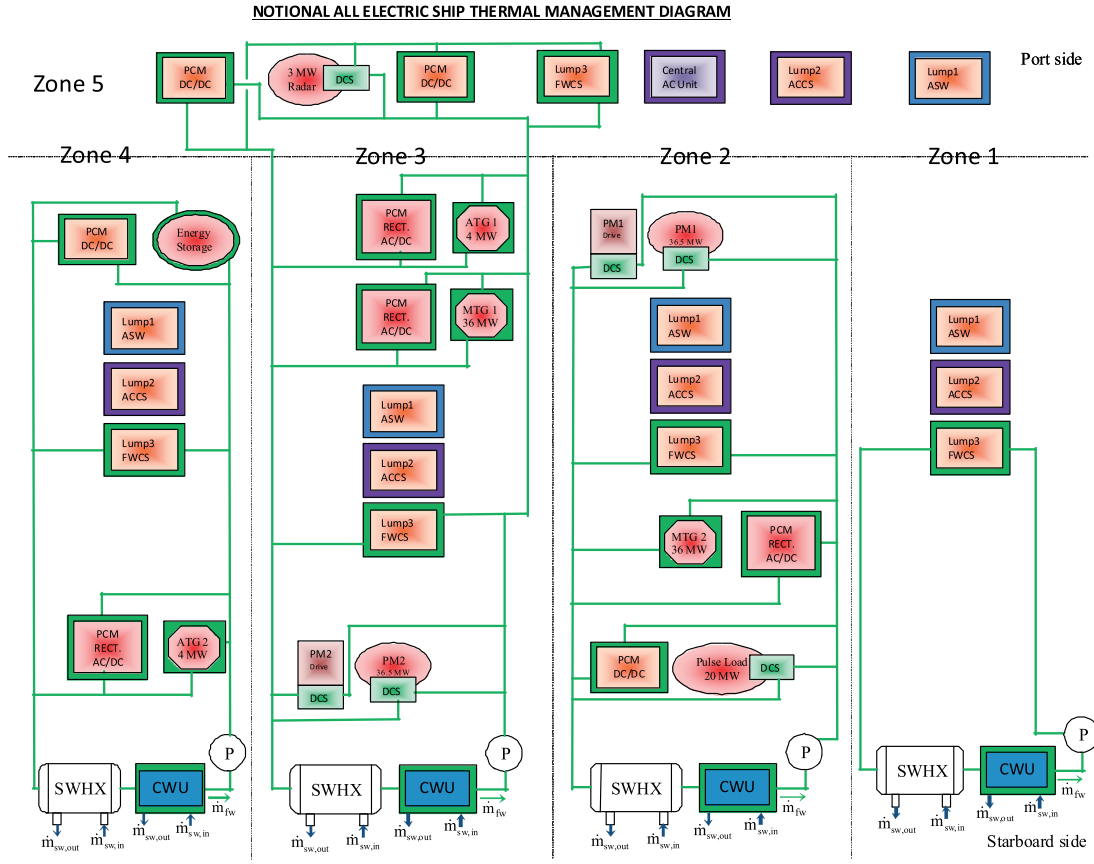 NOTIONAL ALL ELECTRIC SHIP THERMAL MANAGEMENT DIAGRAM
Port side
Zone 5
PCM
DC/DC
3 MW
Radar
DCS
PCM
DC/DC
Lump3
FWCS
Central
AC Unit
Lump2
ACCS
Lump1
ASW
Zone 4
Zone 3
Zone 2
Zone 1
PCM
DC/DC
Energy
Storage
Lump1
ASW
Lump2
ACCS
Lump3
FWCS
PCM
RECT.
AC/DC
ATG 2
4 MW
P
SWHX
CWU
ṁfw
ṁsw,out
ṁsw,in
ṁsw,in
PCM
RECT.
AC/DC
ATG 1
4 MW
PCM
RECT.
AC/DC
MTG 1
36 MW
Lump1
ASW
Lump2
ACCS
Lump3
FWCS
PM2
Drive
DCS
PM2
36.5 MW
DCS
P
SWHX
CWU
ṁfw
ṁsw,out
ṁsw,in
ṁsw,out
ṁsw,in
PM1
Drive
DCS
PM1
36.5 MW
DCS
Lump1
ASW
Lump2
ACCS
Lump3
FWCS
MTG 2
36 MW
PCM
RECT.
AC/DC
PCM
DC/DC
Pulse Load
20 MW
DCS
P
SWHX
CWU
ṁfw
ṁsw,out
ṁsw,in
ṁsw,out
ṁsw,in
Lump1
ASW
Lump2
ACCS
Lump3
FWCS
P
SWHX
CWU
ṁfw
ṁsw,out
ṁsw,in
ṁsw,out
ṁsw,in
Starboard side